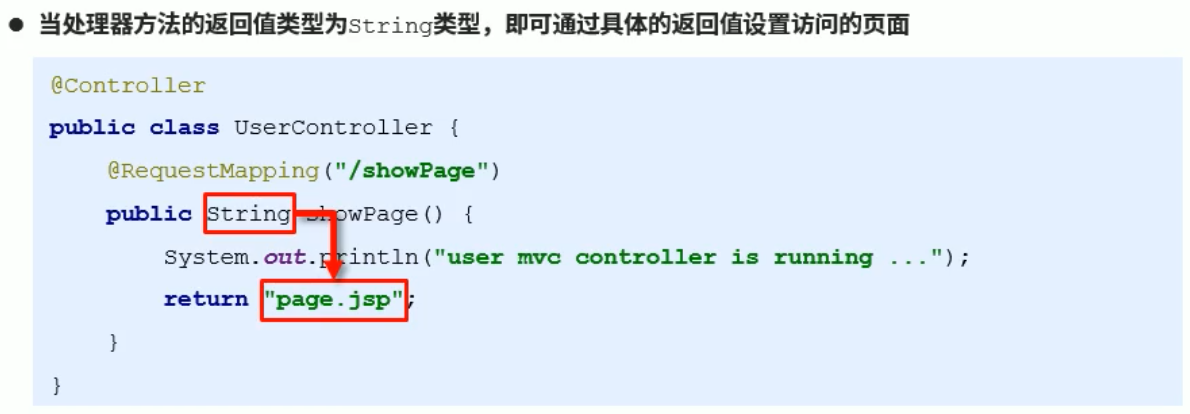 ● 当处理器方法的返回值类型为String类型，即可通过具体的返回值设置访问的页面
@Controller
public class UserController {
@RequestMapping("/showPage")
public String showPage() {
System.out.println("user mvc controller is running ...");
return "page.jsp";
}
}